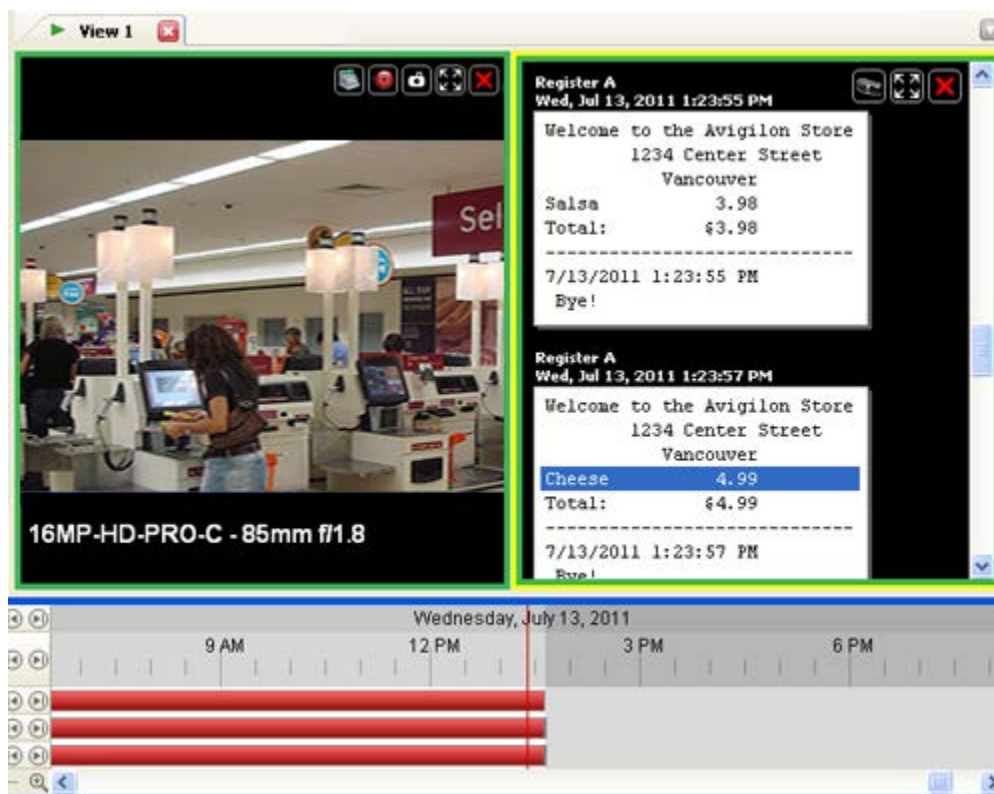 View 1
Sel
16MP-HD-PRO-C - 85mm f/1.8
Register A
Wed, Jul 13, 2011 1:23:55 PM
Welcome to the Avigilon Store
1234 Center Street
Vancouver
Salsa 3.98
Total: $3.98
-----------------------------
7/13/2011 1:23:55 PM
Bye!
Register A
Wed, Jul 13, 2011 1:23:57 PM
Welcome to the Avigilon Store
1234 Center Street
Vancouver
Cheese 4.99
Total: $4.99
-----------------------------
7/13/2011 1:23:57 PM
Bye!
Wednesday, July 13, 2011
9 AM 12 PM 3 PM 6 PM